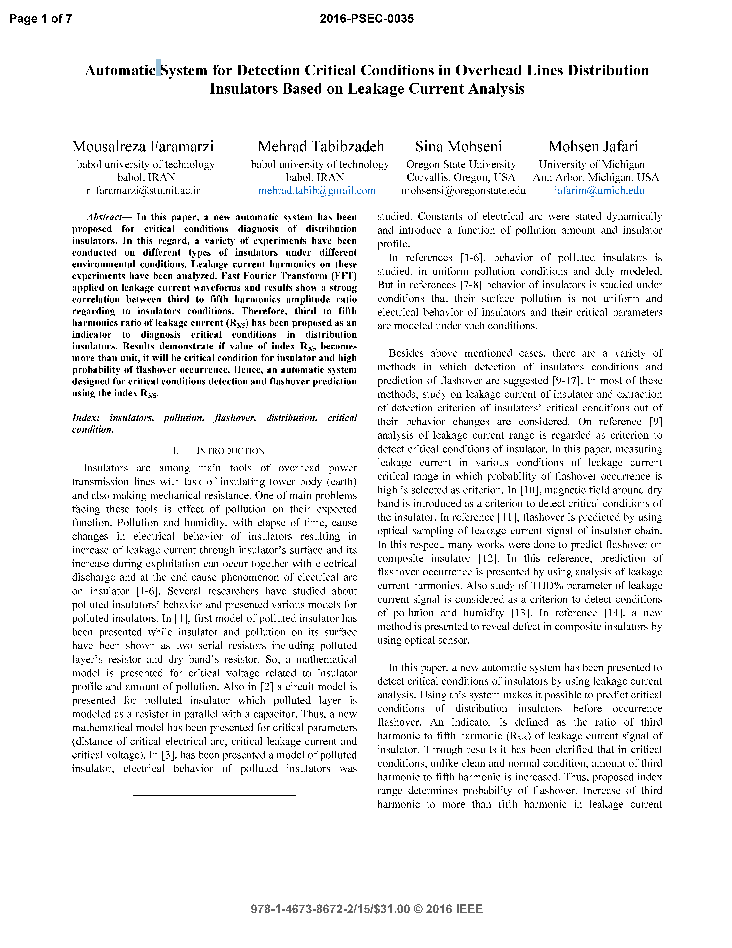 Page 1 of 7
2016-PSEC-0035
Automatic System for Detection Critical Conditions in Overhead Lines Distribution
Insulators Based on Leakage Current Analysis
Mousalreza Faramarzi
babol university of technology
babol, IRAN
r.faramarzi@stu.nit.ac.ir
Mehrad Tabibzadeh
babol university of technology
babol, IRAN
mehrad.tabib@gmail.com
Sina Mohseni
Oregon State University
Corvallis, Oregon, USA
mohsensi@oregonstate.edu
Mohsen Jafari
University of Michigan
Ann Arbor, Michigan, USA
jafarim@umich.edu
Abstract— In this paper, a new automatic system has been
proposed for critical conditions diagnosis of distribution
insulators. In this regard, a variety of experiments have been
conducted on different types of insulators under different
environmental conditions. Leakage current harmonics on these
experiments have been analyzed. Fast Fourier Transform (FFT)
applied on leakage current waveforms and results show a strong
correlation between third to fifth harmonics amplitude ratio
regarding to insulators conditions. Therefore, third to fifth
harmonics ratio of leakage current (R3/5) has been proposed as an
indicator to diagnosis critical conditions in distribution
insulators. Results demonstrate if value of index R3/5 becomes
more than unit, it will be critical condition for insulator and high
probability of flashover occurrence. Hence, an automatic system
designed for critical conditions detection and flashover prediction
using the index R3/5.
Index: insulators, pollution, flashover, distribution, critical
condition.
I. INTRODUCTION
Insulators are among main tools of overhead power
transmission lines with task of insulating tower body (earth)
and also making mechanical resistance. One of main problems
facing these tools is effect of pollution on their expected
function. Pollution and humidity, with elapse of time, cause
changes in electrical behavior of insulators resulting in
increase of leakage current through insulator's surface and its
increase during exploitation can occur together with electrical
discharge and at the end cause phenomenon of electrical arc
on insulator [1-6]. Several researchers have studied about
polluted insulators' behavior and presented various models for
polluted insulators. In [1], first model of polluted insulator has
been presented while insulator and pollution on its surface
have been shown as two serial resistors including polluted
layer's resistor and dry band's resistor. So, a mathematical
model is presented for critical voltage related to insulator
profile and amount of pollution. Also in [2] a circuit model is
presented for polluted insulator which polluted layer is
modeled as a resistor in parallel with a capacitor. Thus, a new
mathematical model has been presented for critical parameters
(distance of critical electrical arc, critical leakage current and
critical voltage). In [3], has been presented a model of polluted
insulator, electrical behavior of polluted insulators was
studied. Constants of electrical arc were stated dynamically
and introduce a function of pollution amount and insulator
profile.
In references [1-6], behavior of polluted insulators is
studied, in uniform pollution conditions and duly modeled.
But in references [7-8] behavior of insulators is studied under
conditions that their surface pollution is not uniform and
electrical behavior of insulators and their critical parameters
are modeled under such conditions.
Besides above mentioned cases, there are a variety of
methods in which detection of insulators conditions and
prediction of flashover are suggested [9-17]. In most of these
methods, study on leakage current of insulator and extraction
of detection criterion of insulators' critical conditions out of
their behavior changes are considered. On reference [9]
analysis of leakage current range is regarded as criterion to
detect critical conditions of insulator. In this paper, measuring
leakage current in various conditions of leakage current
critical range in which probability of flashover occurrence is
high is selected as criterion. In [10], magnetic field around dry
band is introduced as a criterion to detect critical conditions of
the insulator. In reference [11], flashover is predicted by using
optical sampling of leakage current signal of insulator chain.
In this respect, many works were done to predict flashover on
composite insulator [12]. In this reference, prediction of
flashover occurrence is presented by using analysis of leakage
current harmonics. Also study of THD% parameter of leakage
current signal is considered as a criterion to detect conditions
of pollution and humidity [13]. In reference [14], a new
method is presented to reveal defect in composite insulators by
using optical sensor.
In this paper, a new automatic system has been presented to
detect critical conditions of insulators by using leakage current
analysis. Using this system makes it possible to predict critical
conditions of distribution insulators before occurrence
flashover. An Indicator is defined as the ratio of third
harmonic to fifth harmonic (R3/5) of leakage current signal of
insulator. Through results it has been clarified that in critical
conditions, unlike clean and normal condition, amount of third
harmonic to fifth harmonic is increased. Thus, proposed index
range determines probability of flashover. Increase of third
harmonic to more than fifth harmonic in leakage current
978-1-4673-8672-2/15/$31.00 © 2016 IEEE